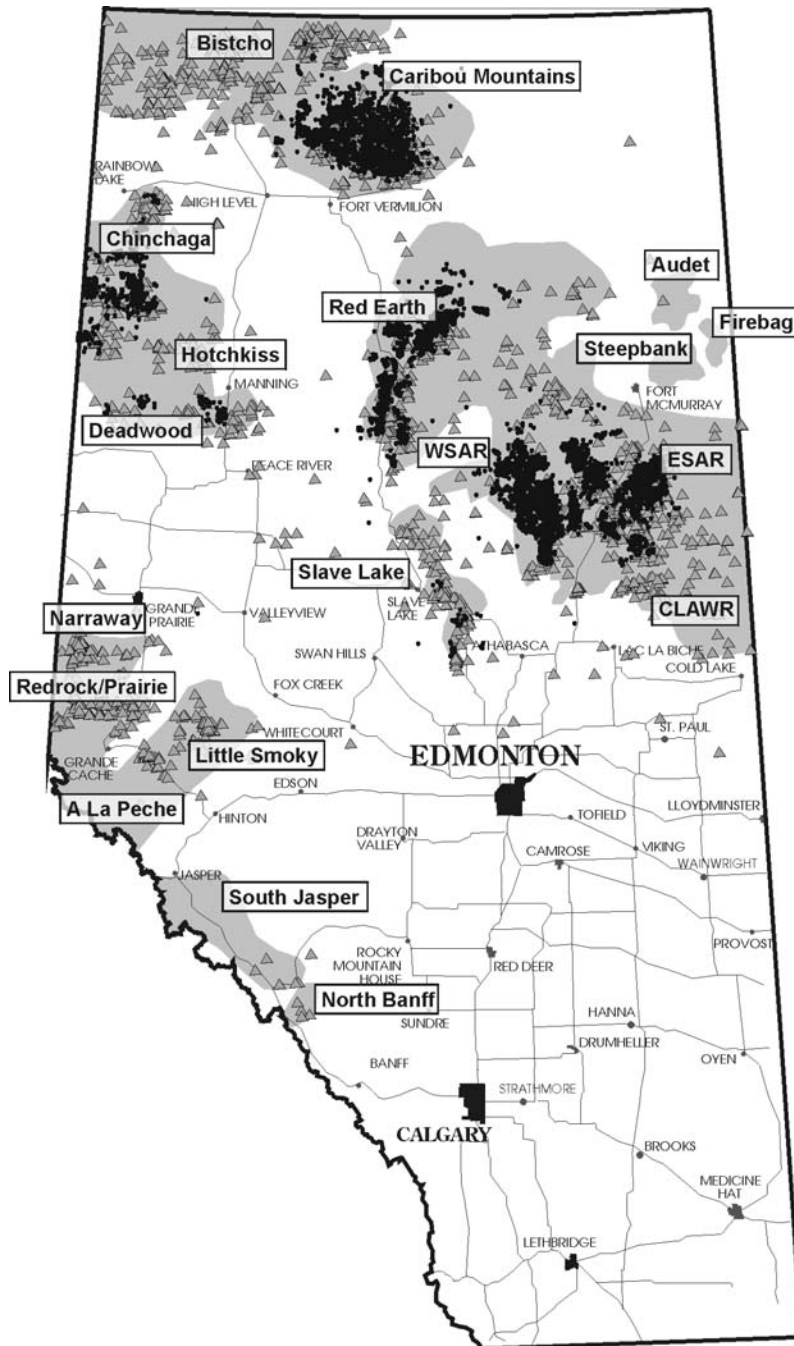 Bistcho
Caribou Mountains
RAINBOW
LAKE
HIGH LEVEL
FORT VERMILION
Chinchaga
Audet
Red Earth
Firebag
Hotchkiss
Steepbank
MANNING
FORT
MCMURRAY
Deadwood
WSAR
ESAR
PEACE RIVER
Slave Lake
SLAVE
LAKE
Narraway
GRANDE
PRAIRIE
VALLEYVIEW
CLAWR
SWAN HILLS
ATHABASCA
LAC LA BICHE
COLD LAKE
Redrock/Prairie
FOX CREEK
WHITECOURT
ST. PAUL
Little Smoky
EDMONTON
GRANDE
CACHE
EDSON
A La Peche
HINTON
TOFIELD
LLOYDMINSTER
DRAYTON
VALLEY
CAMROSE
VIKING
WAINWRIGHT
JASPER
South Jasper
PROVOST
ROCKY
MOUNTAIN
HOUSE
RED DEER
North Banff
SUNDRE
HANNA
DRUMHELLER
OYEN
BANFF
STRATHMORE
CALGARY
BROOKS
MEDICINE
HAT
LETHBRIDGE